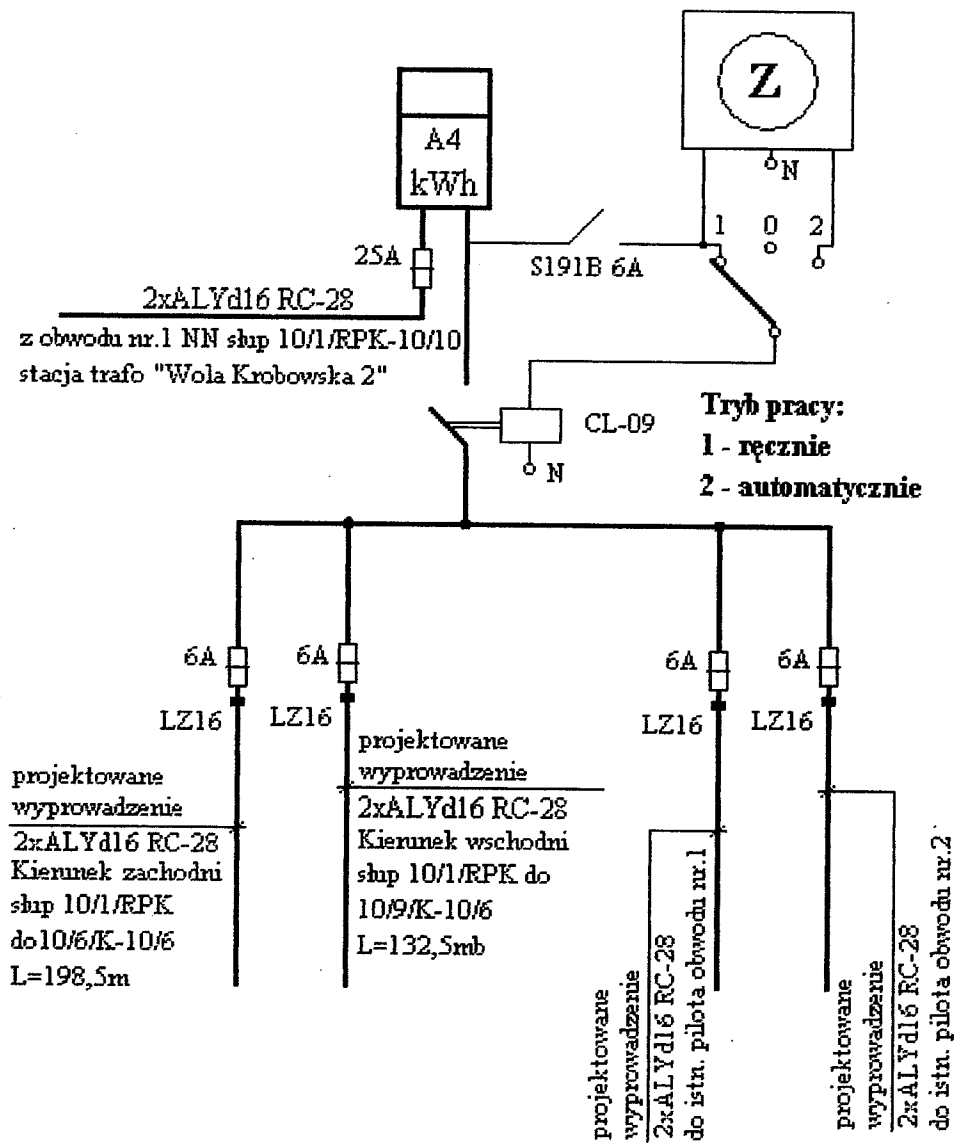 Z
A4
kWh
N
1 0 2
25A
S191B 6A
2xALYd16 RC-28
z obwodu nr.1 NN słup 10/1/RPK-10/10
stacja trafo "Wola Krobowska 2"
CL-09
N
Tryb pracy:
1 - ręcznie
2 - automatycznie
6A
6A
6A
6A
LZ16
LZ16
LZ16
LZ16
projektowane
wyprowadzenie
2xALYd16 RC-28
Kierunek zachodni
słup 10/1/RPK
do10/6/K-10/6
L=198,5m
projektowane
wyprowadzenie
2xALYd16 RC-28
Kierunek wschodni
słup 10/1/RPK do
10/9/K-10/6
L=132,5mb
projektowane
wyprowadzenie
2xALYd16 RC-28
do istn. pilota obwodu nr.1
projektowane
wyprowadzenie
2xALYd16 RC-28
do istn. pilota obwodu nr.2